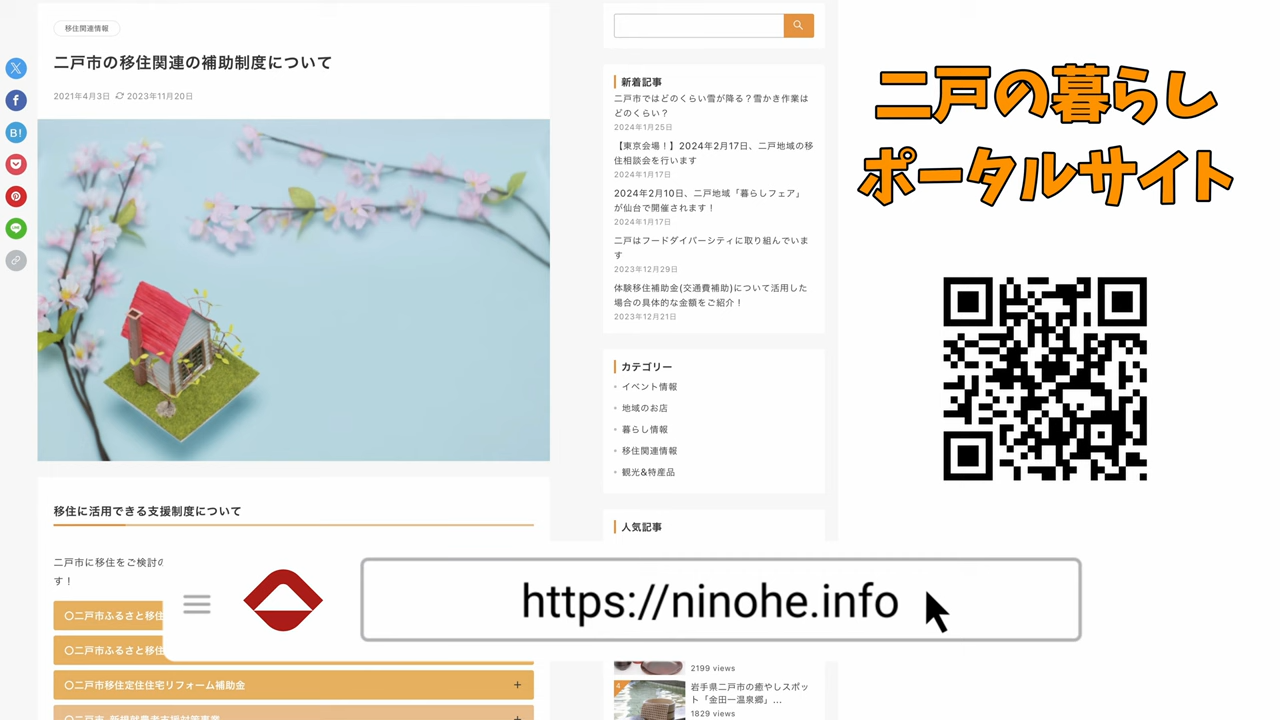 移住関連情報
二戸市の移住関連の補助制度について
2021年4月3日 2023年11月20日
B!
移住に活用できる支援制度について
二戸市に移住をご検討の
す！
〇二戸市ふるさと移住
〇二戸市ふるさと移住
〇二戸市移住定住住宅リフォーム補助金
新着記事
二戸市ではどのくらい雪が降る？雪かき作業は
どのくらい？
2024年1月25日
【東京会場！】2024年2月17日、二戸地域の移
住相談会を行います
2024年1月17日
2024年2月10日、二戸地域「暮らしフェア」
が仙台で開催されます！
2024年1月17日
二戸はフードダイバーシティに取り組んでいま
す
2023年12月29日
体験移住補助金(交通費補助)について活用した
場合の具体的な金額をご紹介！
2023年12月21日
カテゴリー
イベント情報
地域のお店
暮らし情報
移住関連情報
観光&特産品
人気記事
2199 views
4
岩手県二戸市の癒やしスポッ
ト「金田一温泉郷」...
1829 views
二戸の暮らし
ポータルサイト
https://ninohe.info